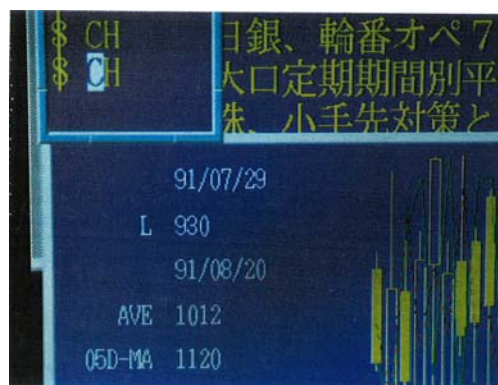 $ CH
$ CH
日銀、輪番オペ7
大口定期期間別平
株、小手先対策と
91/07/29
L 930
91/08/20
AVE 1012
05D-MA 1120